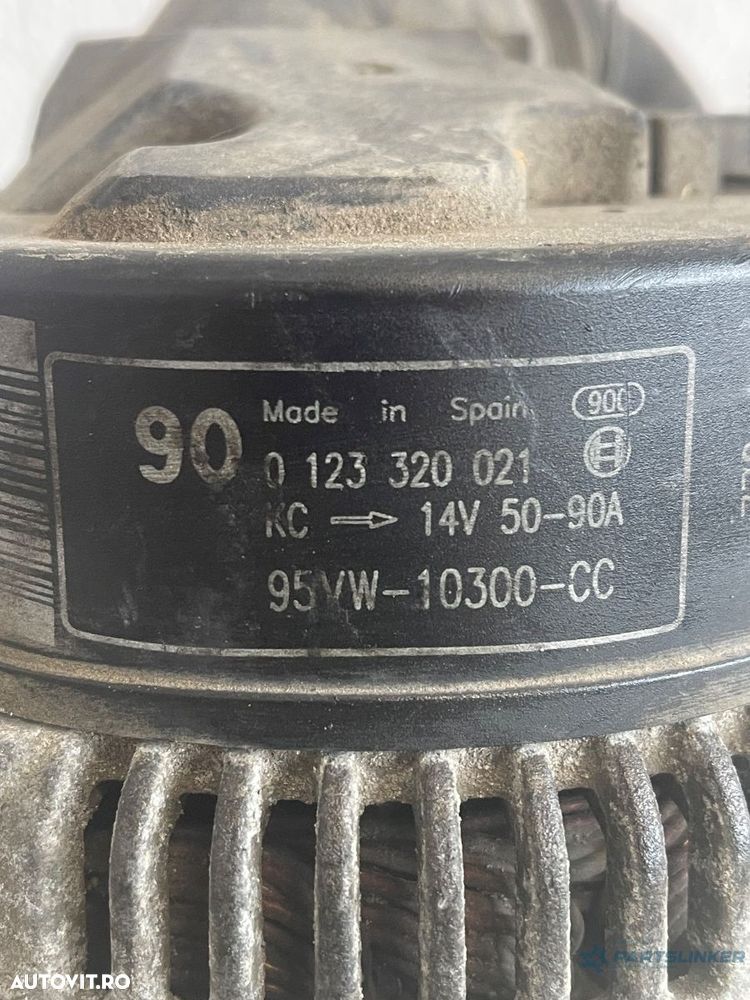 90
Made in Spain 900
0 123 320 021
KC → 14V 50-90A
95VW-10300-CC
AUTOVIT.RO
PARTSLINKER